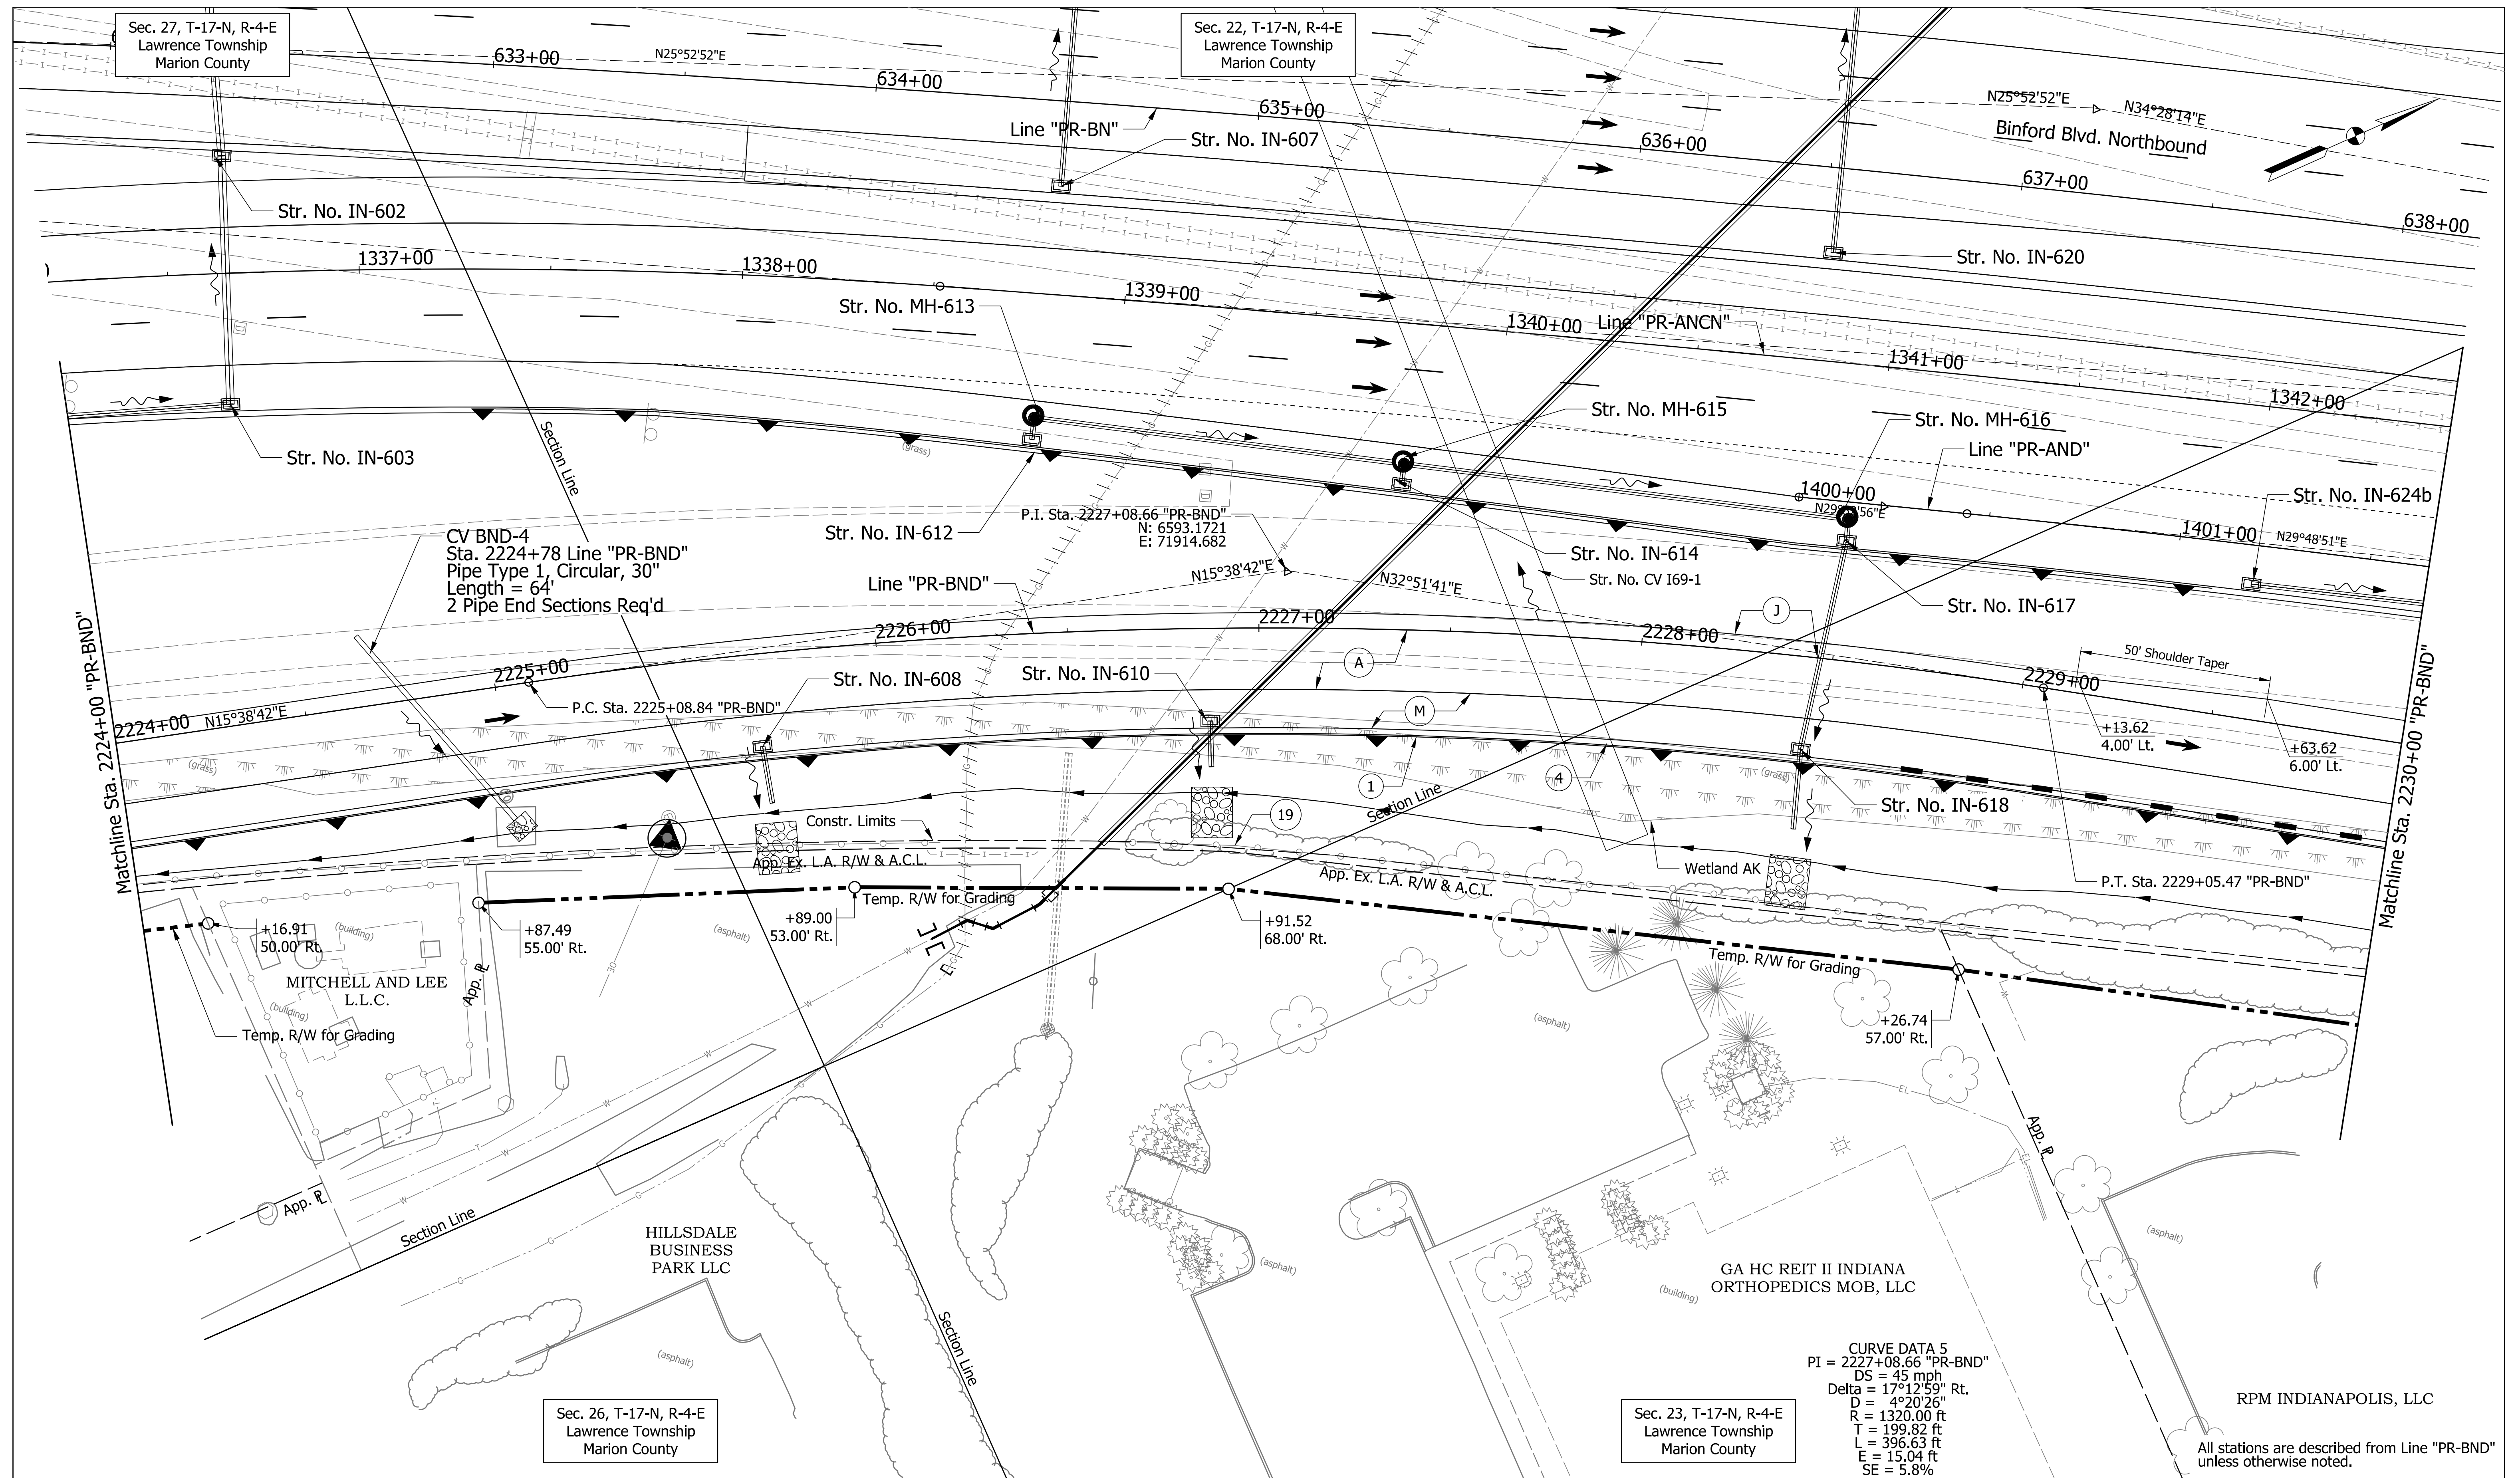 Sec. 27, T-17-N, R-4-E
Lawrence Township
Marion County
Sec. 22, T-17-N, R-4-E
Lawrence Township
Marion County
633+00
N25°52'52"E
634+00
635+00
636+00
637+00
638+00
N25°52'52"E
N34°28'14"E
Binford Blvd. Northbound
Line "PR-BN"
Str. No. IN-607
Str. No. IN-602
Str. No. IN-620
1337+00
1338+00
1339+00
1340+00
Line "PR-ANCN"
1341+00
1342+00
Str. No. MH-613
Str. No. MH-615
Str. No. MH-616
Line "PR-AND"
Str. No. IN-603
Section Line
(grass)
1400+00
1401+00
N29°48'51"E
Str. No. IN-624b
Str. No. IN-612
P.I. Sta. 2227+08.66 "PR-BND"
N: 6593.1721
E: 71914.682
Str. No. IN-614
Str. No. CV I69-1
Str. No. IN-617
CV BND-4
Sta. 2224+78 Line "PR-BND"
Pipe Type 1, Circular, 30"
Length = 64'
2 Pipe End Sections Req'd
Line "PR-BND"
N15°38'42"E
N32°51'41"E
J
A
M
1
4
19
Matchline Sta. 2224+00 "PR-BND"
2224+00
N15°38'42"E
2225+00
2226+00
2227+00
2228+00
2229+00
50' Shoulder Taper
+13.62
4.00' Lt.
+63.62
6.00' Lt.
Matchline Sta. 2230+00 "PR-BND"
P.C. Sta. 2225+08.84 "PR-BND"
Str. No. IN-608
Str. No. IN-610
Str. No. IN-618
(grass)
(grass)
Constr. Limits
Section Line
App. Ex. L.A. R/W & A.C.L.
App. Ex. L.A. R/W & A.C.L.
Wetland AK
P.T. Sta. 2229+05.47 "PR-BND"
Temp. R/W for Grading
Temp. R/W for Grading
+16.91
50.00' Rt.
+87.49
55.00' Rt.
+89.00
53.00' Rt.
+91.52
68.00' Rt.
+26.74
57.00' Rt.
(building)
(asphalt)
(asphalt)
MITCHELL AND LEE
L.L.C.
(building)
Temp. R/W for Grading
30
App. PL
App. PL
App. PL
Section Line
Section Line
HILLSDALE
BUSINESS
PARK LLC
(asphalt)
(asphalt)
(asphalt)
(building)
GA HC REIT II INDIANA
ORTHOPEDICS MOB, LLC
RPM INDIANAPOLIS, LLC
CURVE DATA 5
PI = 2227+08.66 "PR-BND"
DS = 45 mph
Delta = 17°12'59" Rt.
D = 4°20'26"
R = 1320.00 ft
T = 199.82 ft
L = 396.63 ft
E = 15.04 ft
SE = 5.8%
Sec. 26, T-17-N, R-4-E
Lawrence Township
Marion County
Sec. 23, T-17-N, R-4-E
Lawrence Township
Marion County
All stations are described from Line "PR-BND"
unless otherwise noted.